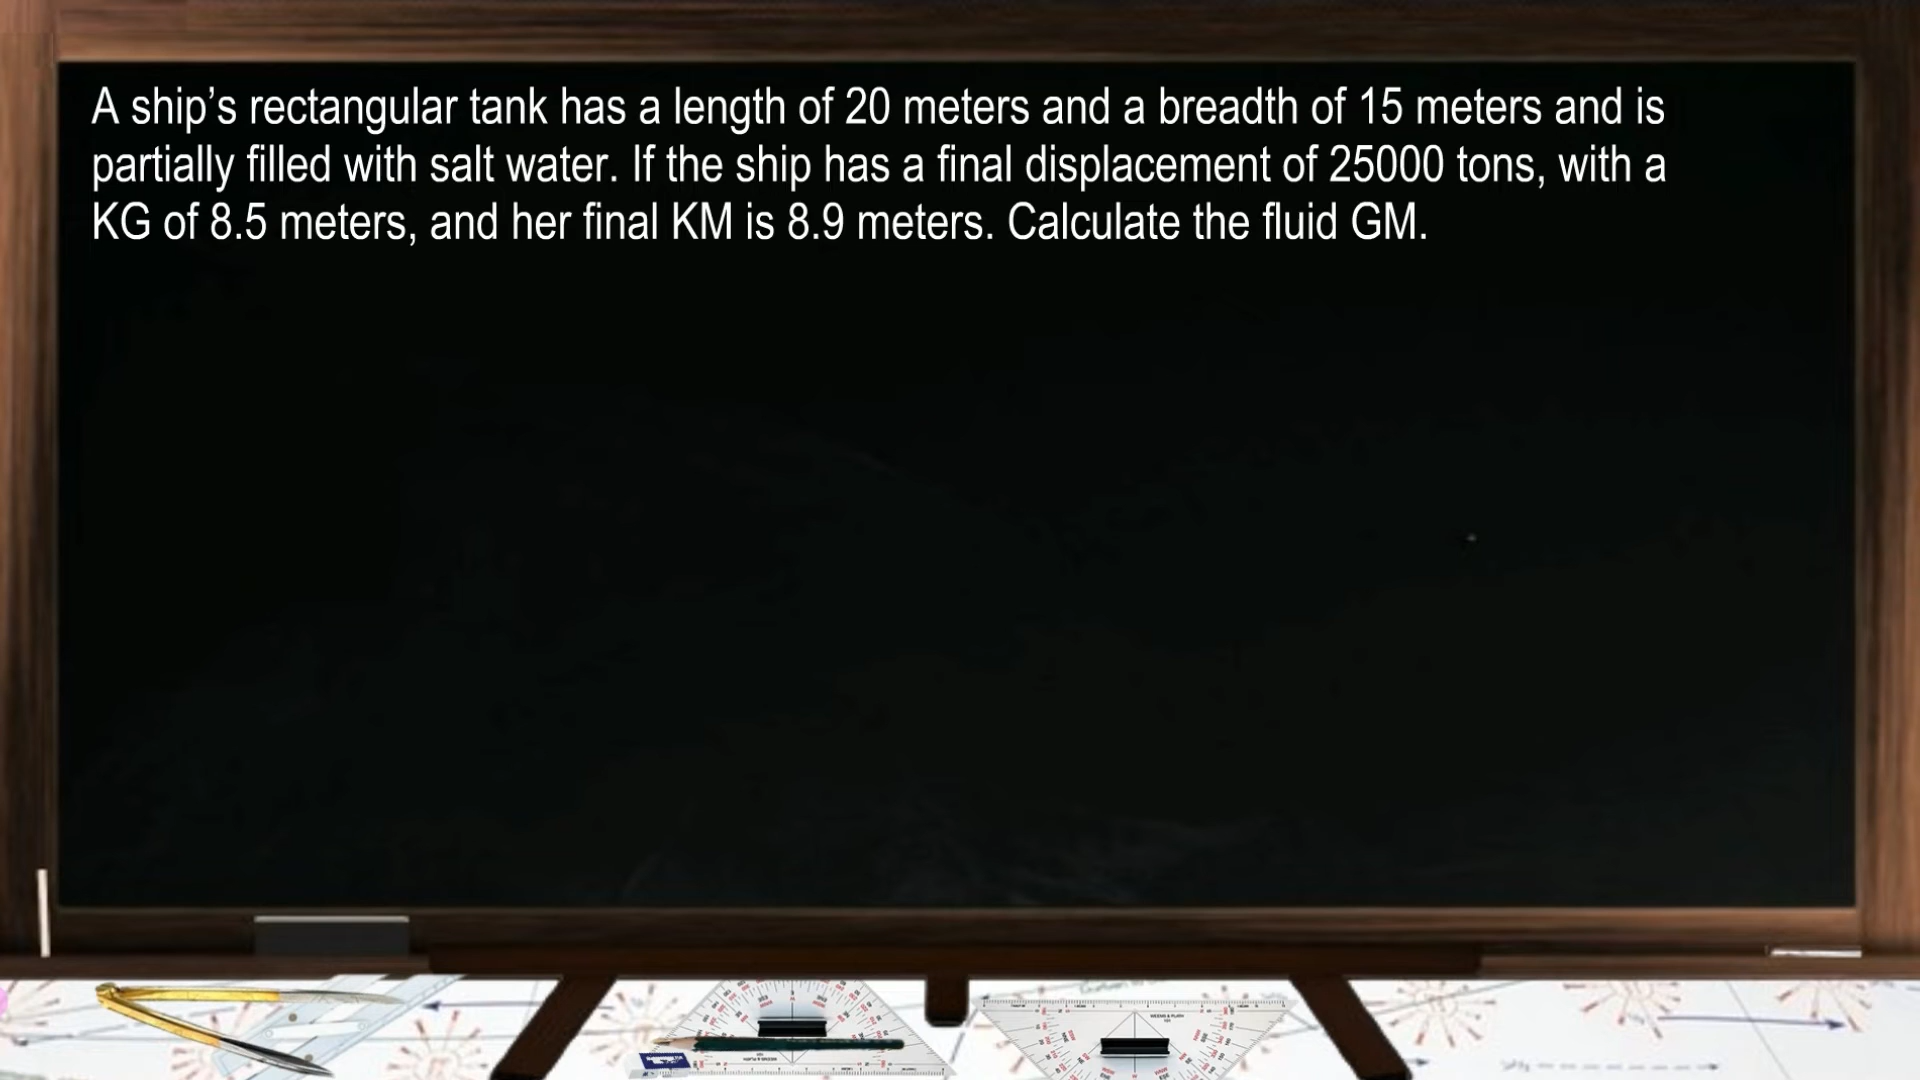 A ship’s rectangular tank has a length of 20 meters and a breadth of 15 meters and is
partially filled with salt water. If the ship has a final displacement of 25000 tons, with a
KG of 8.5 meters, and her final KM is 8.9 meters. Calculate the fluid GM.